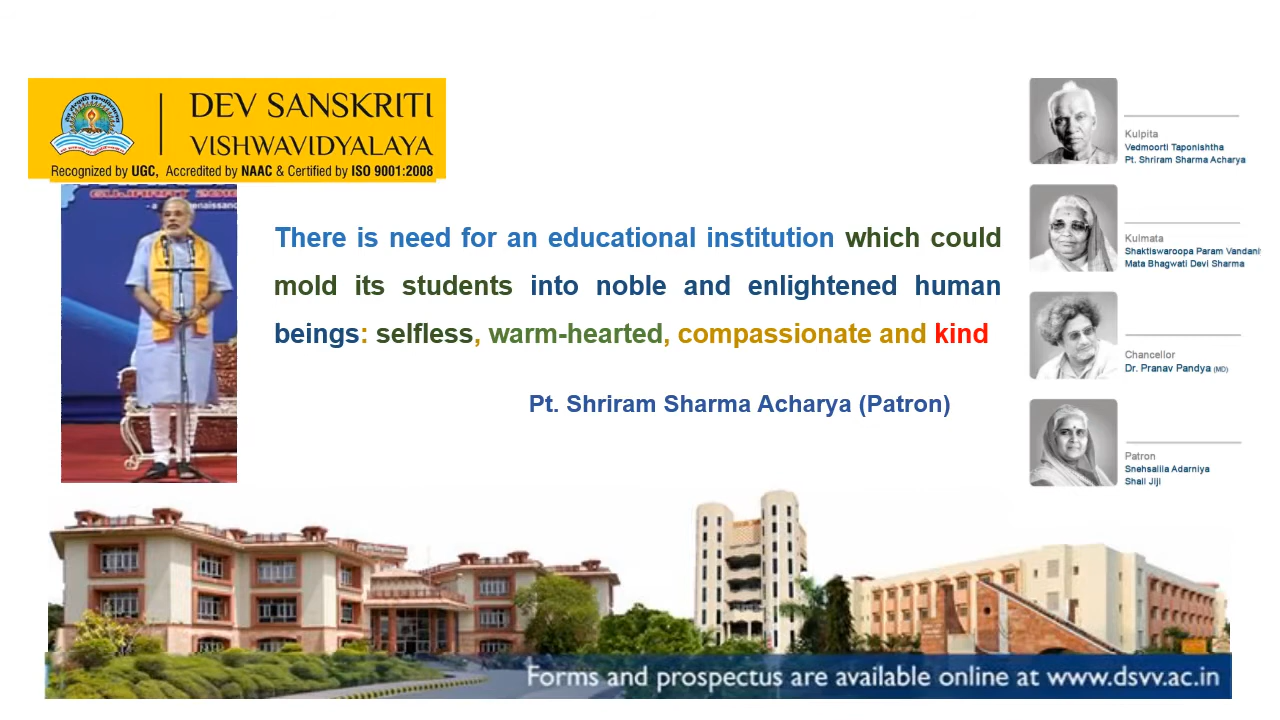 DEV SANSKRITI
VISHWAVIDYALAYA
Recognized by UGC, Accredited by NAAC & Certified by ISO 9001:2008
There is need for an educational institution which could
mold its students into noble and enlightened human
beings: selfless, warm-hearted, compassionate and kind
Pt. Shriram Sharma Acharya (Patron)
Kulpita
Vedmoorti Taponishtha
Pt. Shriram Sharma Acharya
Kulmata
Shaktiswaroopa Param Vandani
Mata Bhagwati Devi Sharma
Chancellor
Dr. Pranav Pandya (MD)
Patron
Snehsalila Adarniya
Shail Jiji
Forms and prospectus are available online at www.dsvv.ac.in